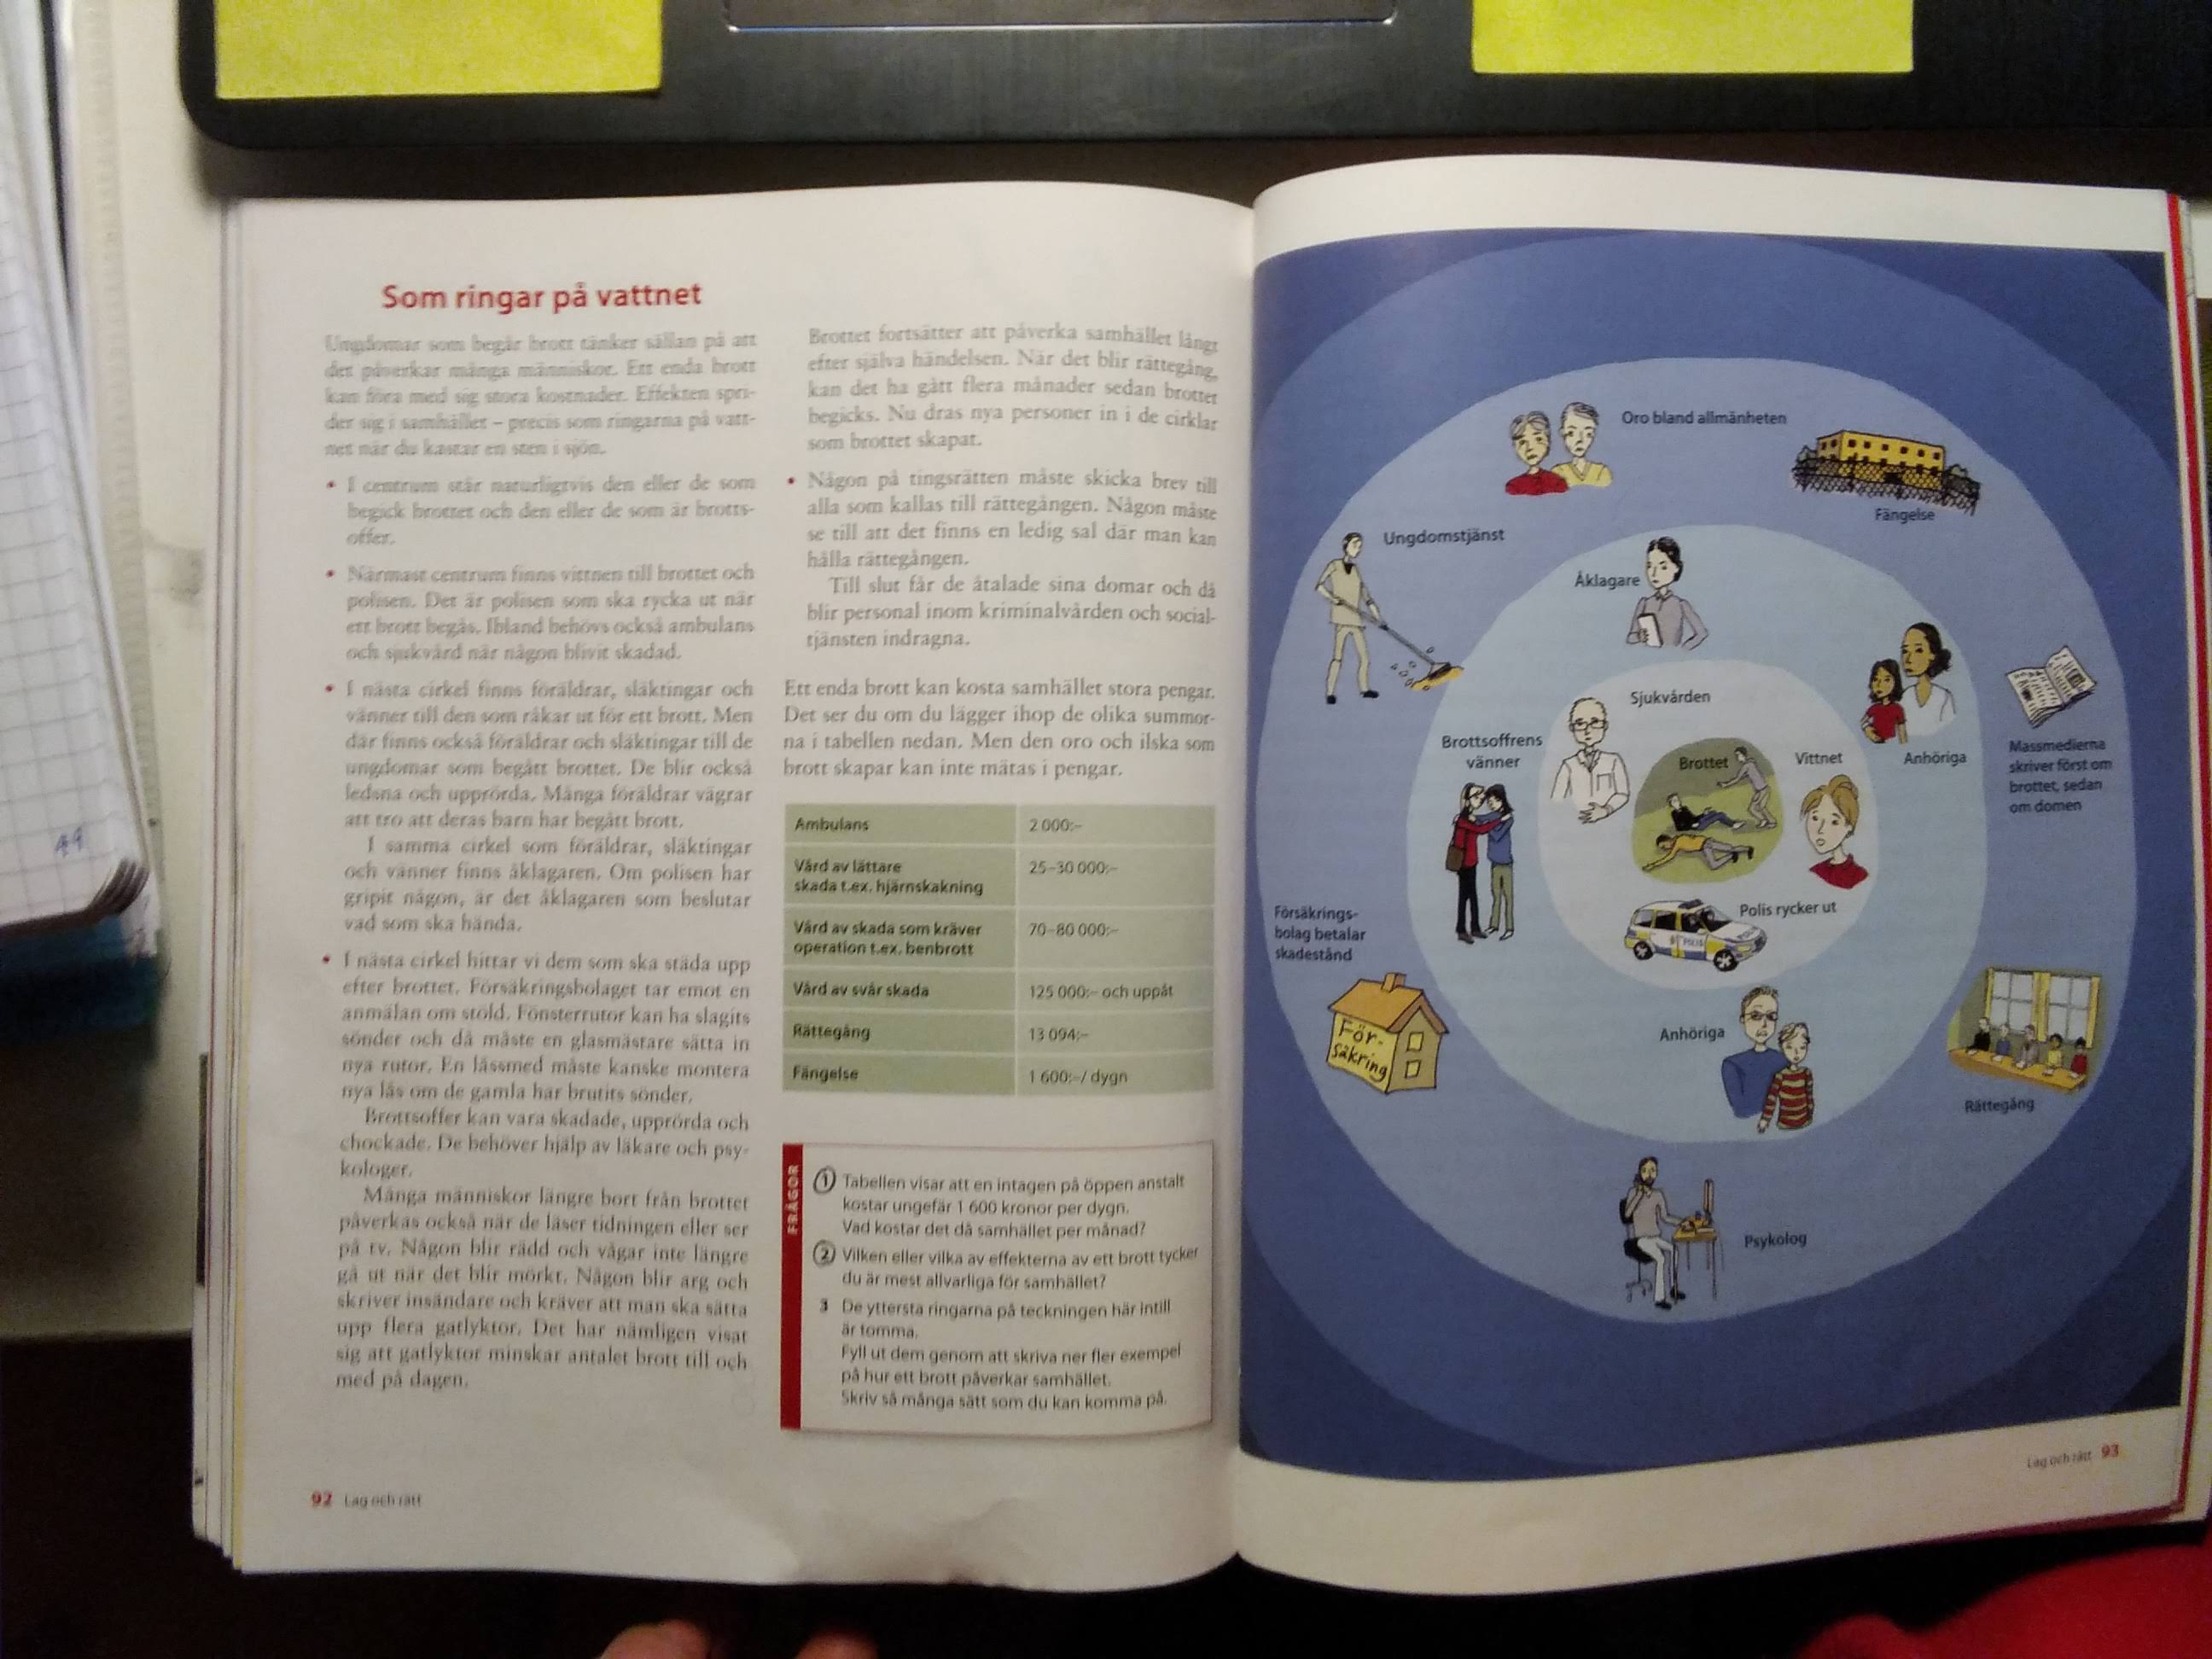 49
Som ringar på vattnet
Ungdomar som begår brott tänker sällan på att
det påverkar många människor. Ett enda brott
kan föra med sig stora kostnader. Effekten spri-
der sig i samhället – precis som ringarna på vatt-
net när du kastar en sten i sjön.
• I centrum står naturligtvis den eller de som
begick brottet och den eller de som är brotts-
offer.
• Närmast centrum finns vittnen till brottet och
polisen. Det är polisen som ska rycka ut när
ett brott begås. Ibland behövs också ambulans
och sjukvård när någon blivit skadad.
• I nästa cirkel finns föräldrar, släktingar och
vänner till den som råkar ut för ett brott. Men
där finns också föräldrar och släktingar till de
ungdomar som begått brottet. De blir också
ledsna och upprörda. Många föräldrar vägrar
att tro att deras barn har begått brott.
I samma cirkel som föräldrar, släktingar
och vänner finns åklagaren. Om polisen har
gripit någon, är det åklagaren som beslutar
vad som ska hända.
• I nästa cirkel hittar vi dem som ska städa upp
efter brottet. Försäkringsbolaget tar emot en
anmälan om stöld. Fönsterrutor kan ha slagits
sönder och då måste en glasmästare sätta in
nya rutor. En låssmed måste kanske montera
nya lås om de gamla har brutits sönder.
Brottsoffer kan vara skadade, upprörda och
chockade. De behöver hjälp av läkare och psy-
kologer.
Många människor längre bort från brottet
påverkas också när de läser tidningen eller ser
på tv. Någon blir rädd och vågar inte längre
gå ut när det blir mörkt. Någon blir arg och
skriver insändare och kräver att man ska sätta
upp flera gatlyktor. Det har nämligen visat
sig att gatlyktor minskar antalet brott till och
med på dagen.
92 Lag och rätt
Brottet fortsätter att påverka samhället långt
efter själva händelsen. När det blir rättegång,
kan det ha gått flera månader sedan brottet
begicks. Nu dras nya personer in i de cirklar
som brottet skapat.
• Någon på tingsrätten måste skicka brev till
alla som kallas till rättegången. Någon måste
se till att det finns en ledig sal där man kan
hålla rättegången.
Till slut får de åtalade sina domar och då
blir personal inom kriminalvården och social-
tjänsten indragna.
Ett enda brott kan kosta samhället stora pengar.
Det ser du om du lägger ihop de olika summor-
na i tabellen nedan. Men den oro och ilska som
brott skapar kan inte mätas i pengar.
Ambulans 2 000:–
Vård av lättare 25–30 000:–
skada t.ex. hjärnskakning
Vård av skada som kräver 70–80 000:–
operation t.ex. benbrott
Vård av svår skada 125 000:– och uppåt
Rättegång 13 094:–
Fängelse 1 600:–/ dygn
FRÅGOR
1 Tabellen visar att en intagen på öppen anstalt
kostar ungefär 1 600 kronor per dygn.
Vad kostar det då samhället per månad?
2 Vilken eller vilka av effekterna av ett brott tycker
du är mest allvarliga för samhället?
3 De yttersta ringarna på teckningen här intill
är tomma.
Fyll ut dem genom att skriva ner fler exempel
på hur ett brott påverkar samhället.
Skriv så många sätt som du kan komma på.
Oro bland allmänheten
Fängelse
Ungdomstjänst
Åklagare
Sjukvården
Brottsoffrens
vänner
Brottet
Vittnet
Anhöriga
Massmedierna
skriver först om
brottet, sedan
om domen
Polis rycker ut
POLIS
Försäkrings-
bolag betalar
skadestånd
För-
säkring
Anhöriga
Rättegång
Psykolog
Lag och rätt 93